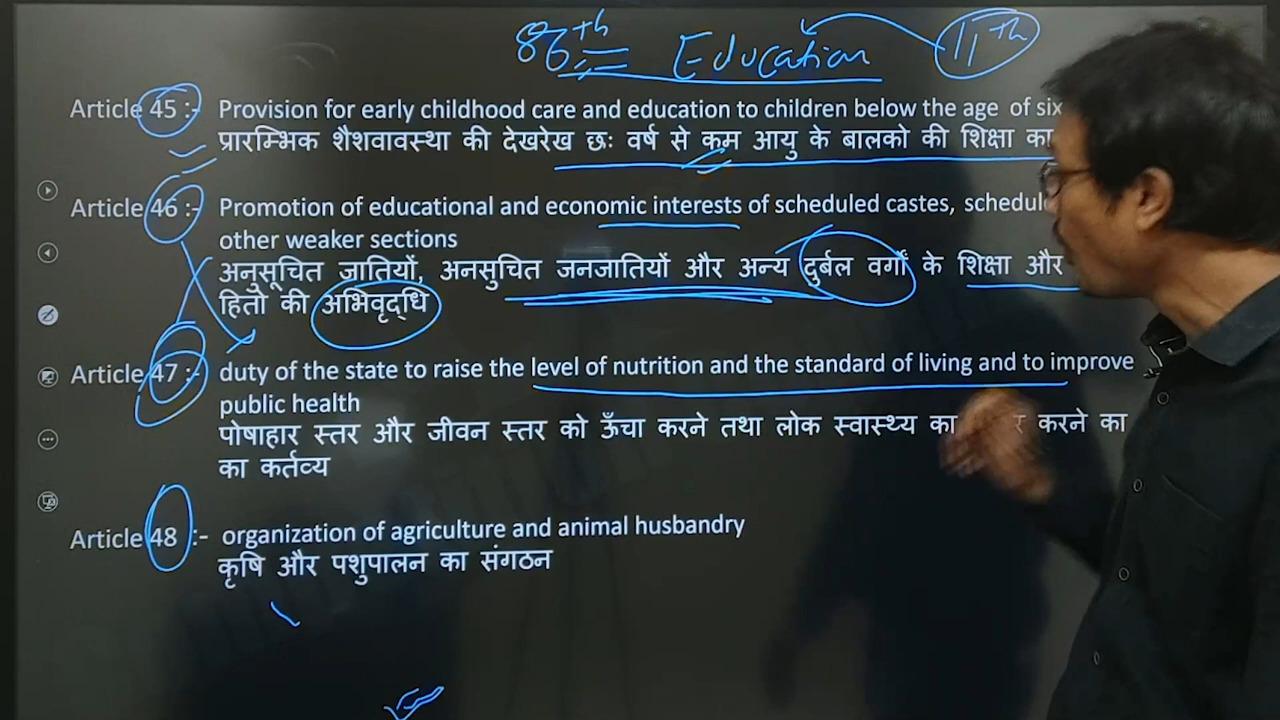 86th Education 11th
Article 45 :- Provision for early childhood care and education to children below the age of six
प्रारम्भिक शैशवावस्था की देखरेख छः वर्ष से कम आयु के बालको की शिक्षा का
Article 46 :- Promotion of educational and economic interests of scheduled castes,
other weaker sections
अनुसूचित जातियों, अनसुचित जनजातियों और अन्य दुर्बल वर्गों के शिक्षा और
हितो की अभिवृद्धि
Article 47 :- duty of the state to raise the level of nutrition and the standard of living and to improve
public health
पोषाहार स्तर और जीवन स्तर को ऊँचा करने तथा लोक स्वास्थ्य का करने का
का कर्तव्य
Article 48 :- organization of agriculture and animal husbandry
कृषि और पशुपालन का संगठन